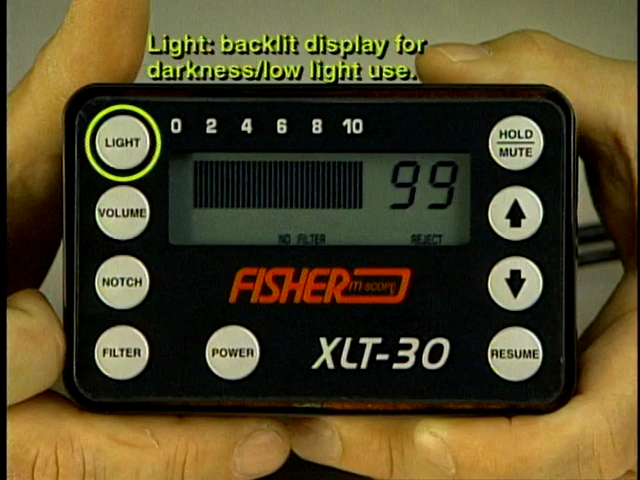 Light: backlit display for
darkness/low light use.
0 2 4 6 8 10
LIGHT
HOLD
MUTE
99
VOLUME
NO FILTER REJECT
NOTCH
FISHER m-scope
FILTER
POWER
XLT-30
RESUME